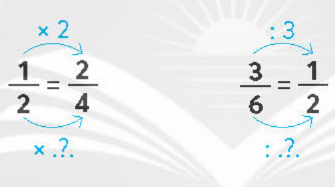 × 2 : 3
1/2 = 2/4 3/6 = 1/2
× .?. : .?.